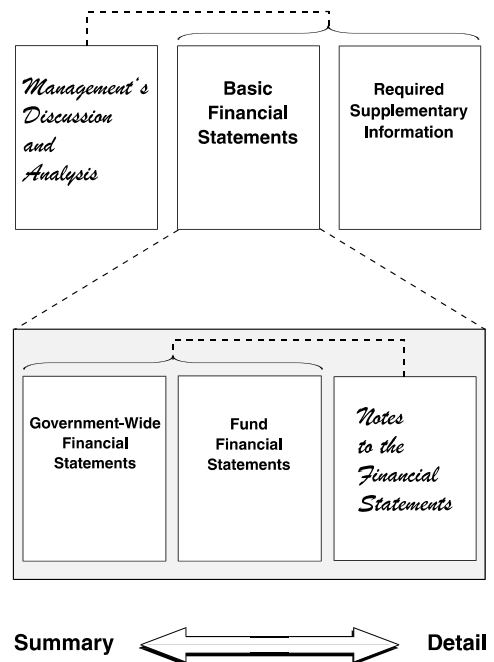 Management's
Discussion
and
Analysis
Basic
Financial
Statements
Required
Supplementary
Information
Government-Wide
Financial
Statements
Fund
Financial
Statements
Notes
to the
Financial
Statements
Summary
Detail